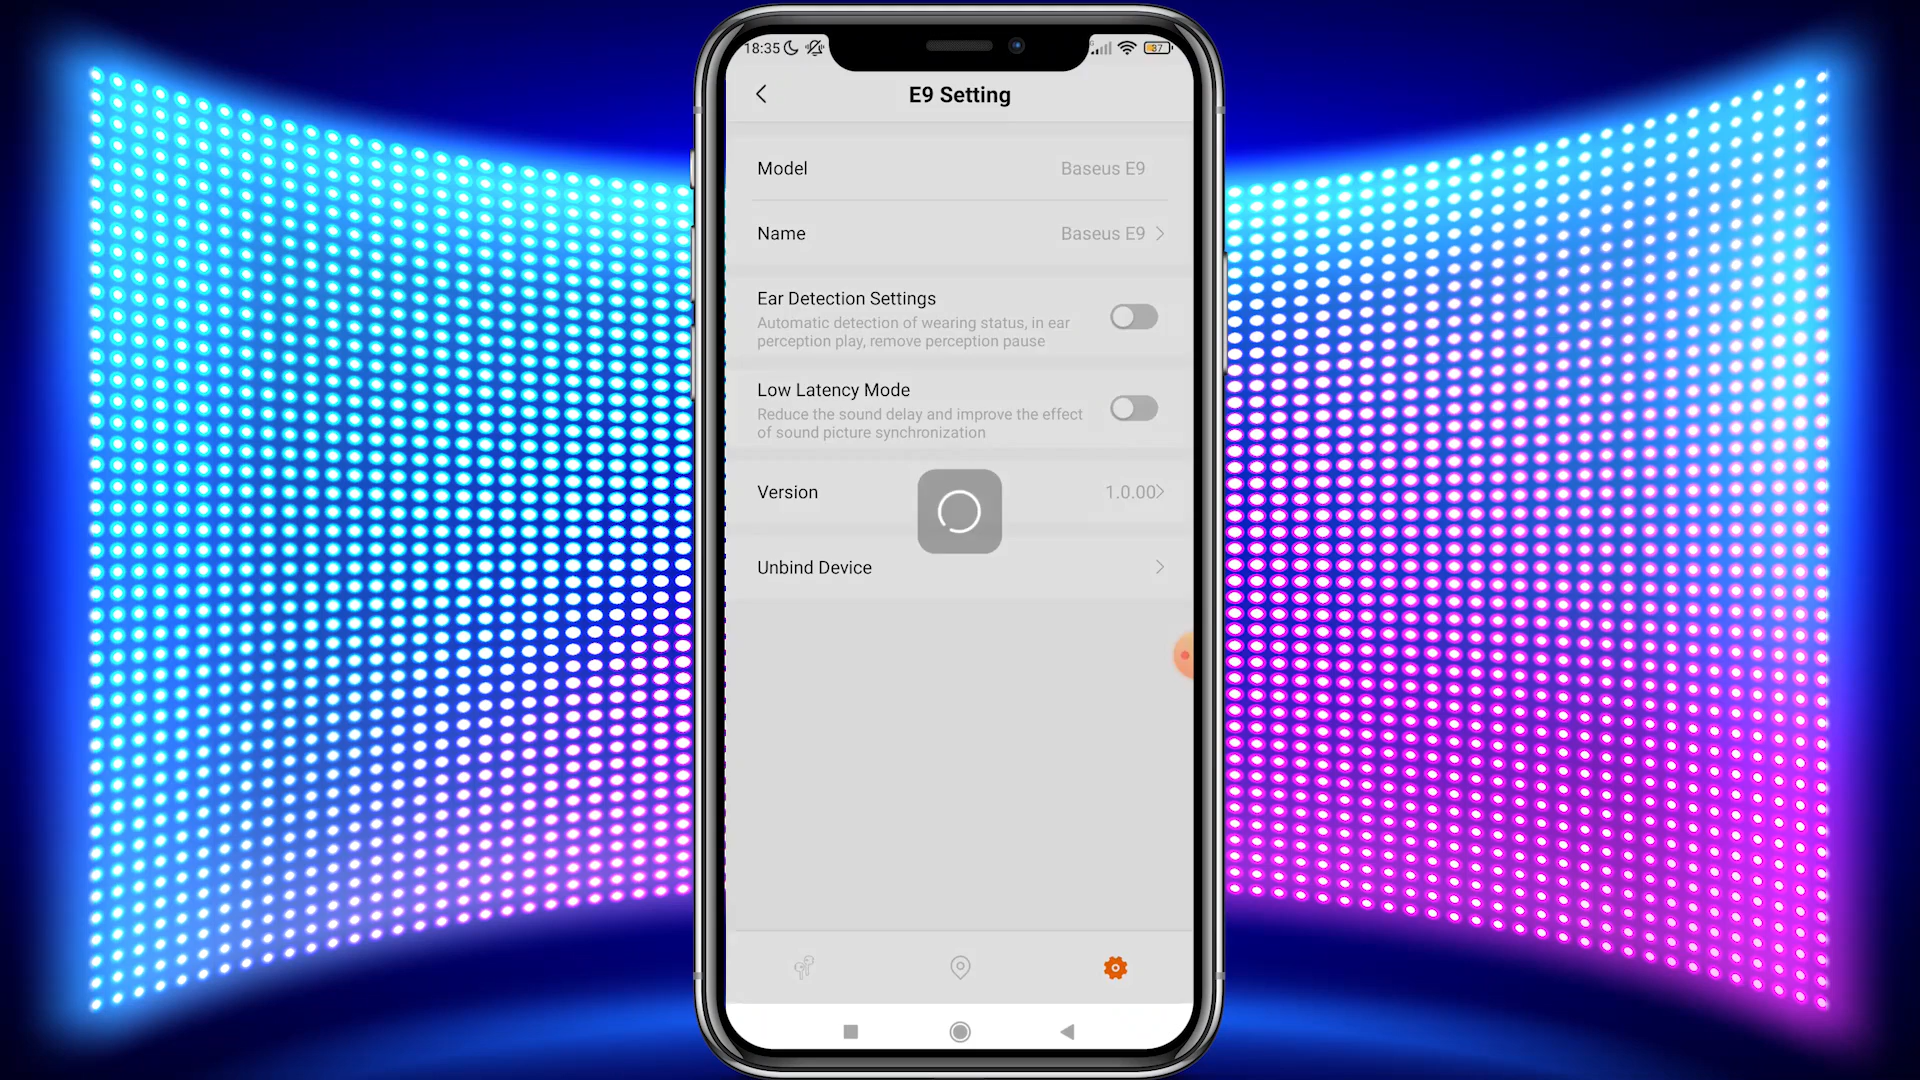 18:35
87
E9 Setting
Model
Baseus E9
Name
Baseus E9
Ear Detection Settings
Automatic detection of wearing status, in ear
perception play, remove perception pause
Low Latency Mode
Reduce the sound delay and improve the effect
of sound picture synchronization
Version
1.0.00
Unbind Device